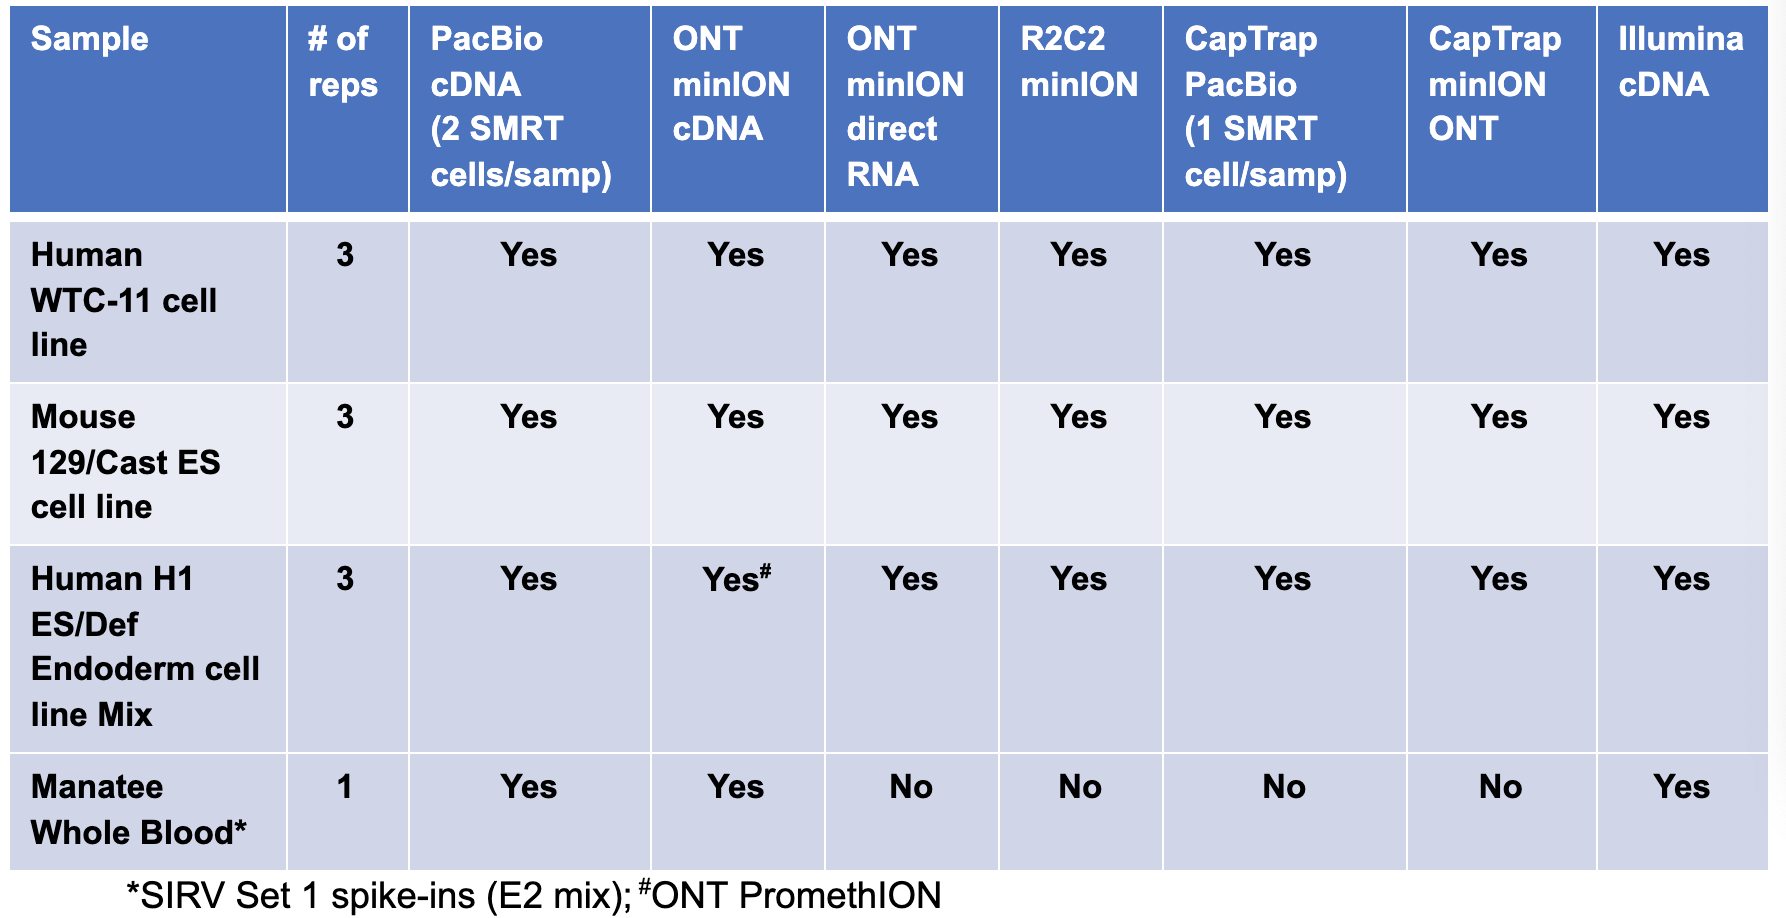 Sample
# of
reps
PacBio
cDNA
(2 SMRT
cells/samp)
ONT
minION
cDNA
ONT
minION
direct
RNA
R2C2
minION
CapTrap
PacBio
(1 SMRT
cell/samp)
CapTrap
minION
ONT
Illumina
cDNA
Human
WTC-11 cell
line
3
Yes
Yes
Yes
Yes
Yes
Yes
Yes
Mouse
129/Cast ES
cell line
3
Yes
Yes
Yes
Yes
Yes
Yes
Yes
Human H1
ES/Def
Endoderm cell
line Mix
3
Yes
Yes#
Yes
Yes
Yes
Yes
Yes
Manatee
Whole Blood*
1
Yes
Yes
No
No
No
No
Yes
*SIRV Set 1 spike-ins (E2 mix); #ONT PromethION